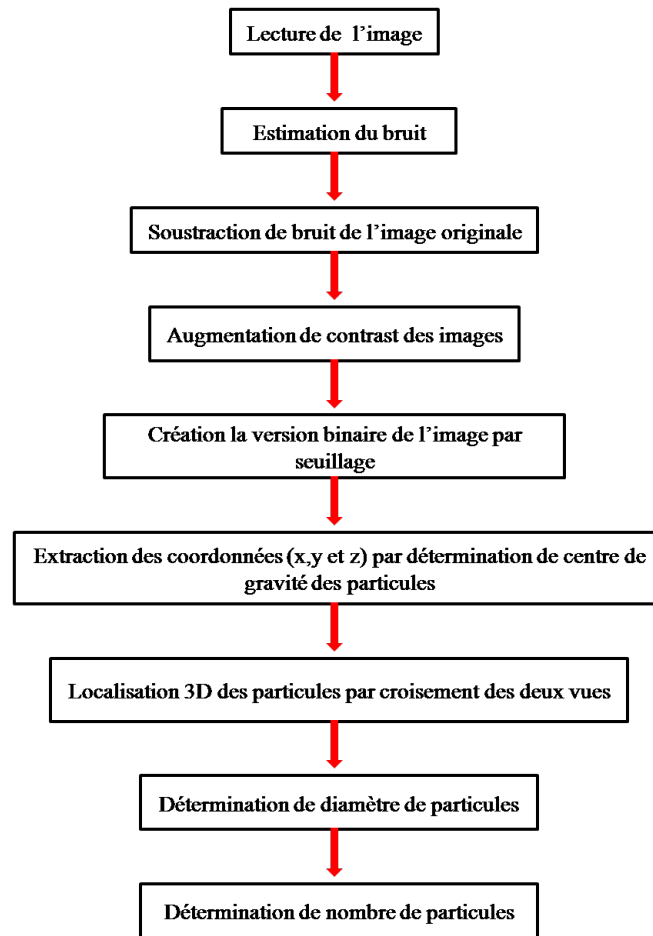 Lecture de l’image
Estimation du bruit
Soustraction de bruit de l’image originale
Augmentation de contrast des images
Création la version binaire de l’image par
seuillage
Extraction des coordonnées (x,y et z) par détermination de centre de
gravité des particules
Localisation 3D des particules par croisement des deux vues
Détermination de diamètre de particules
Détermination de nombre de particules